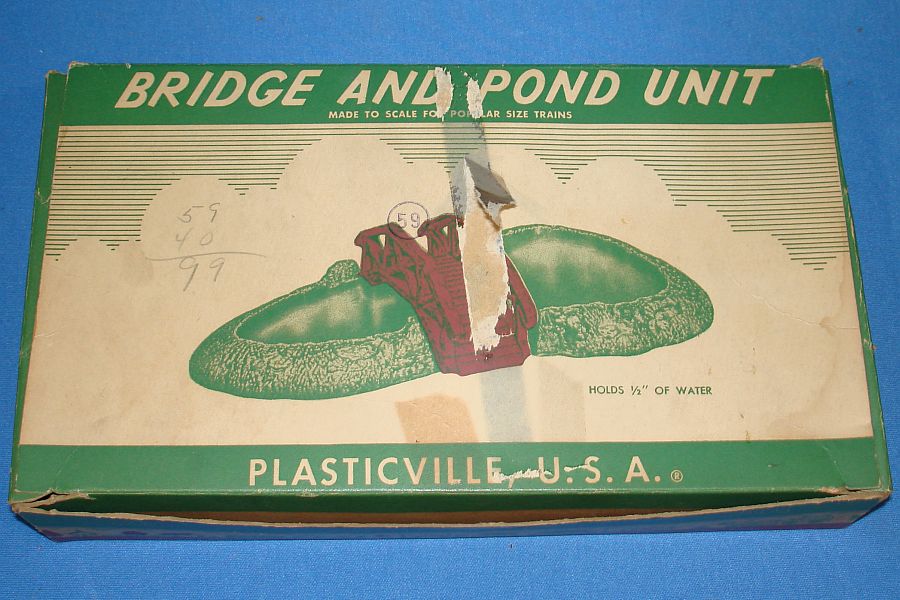 BRIDGE AND POND UNIT
MADE TO SCALE FOR POPULAR SIZE TRAINS
59
59
40
99
HOLDS ½" OF WATER
PLASTICVILLE U.S.A.®